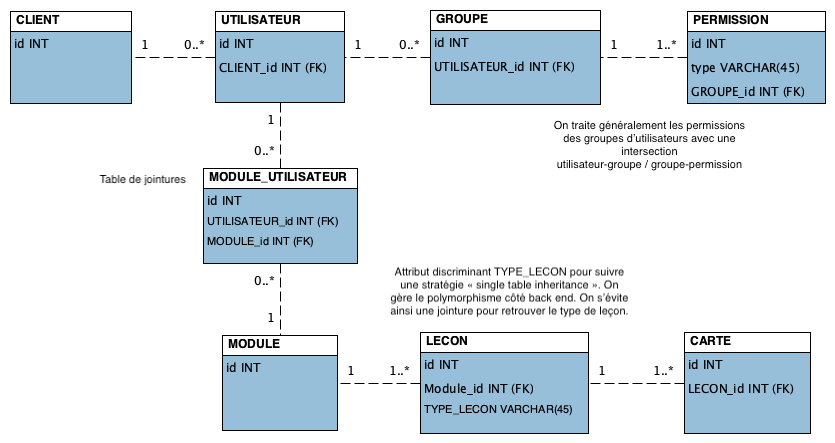 CLIENT
id INT
1
0..*
UTILISATEUR
id INT
CLIENT_id INT (FK)
1
0..*
GROUPE
id INT
UTILISATEUR_id INT (FK)
1
1..*
PERMISSION
id INT
type VARCHAR(45)
GROUPE_id INT (FK)
On traite généralement les permissions
des groupes d'utilisateurs avec une
intersection
utilisateur-groupe / groupe-permission
1
0..*
Table de jointures
MODULE_UTILISATEUR
id INT
UTILISATEUR_id INT (FK)
MODULE_id INT (FK)
0..*
1
Attribut discriminant TYPE_LECON pour suivre
une stratégie « single table inheritance ». On
gère le polymorphisme côté back end. On s'évite
ainsi une jointure pour retrouver le type de leçon.
MODULE
id INT
1
1..*
LECON
id INT
Module_id INT (FK)
TYPE_LECON VARCHAR(45)
1
1..*
CARTE
id INT
LECON_id INT (FK)